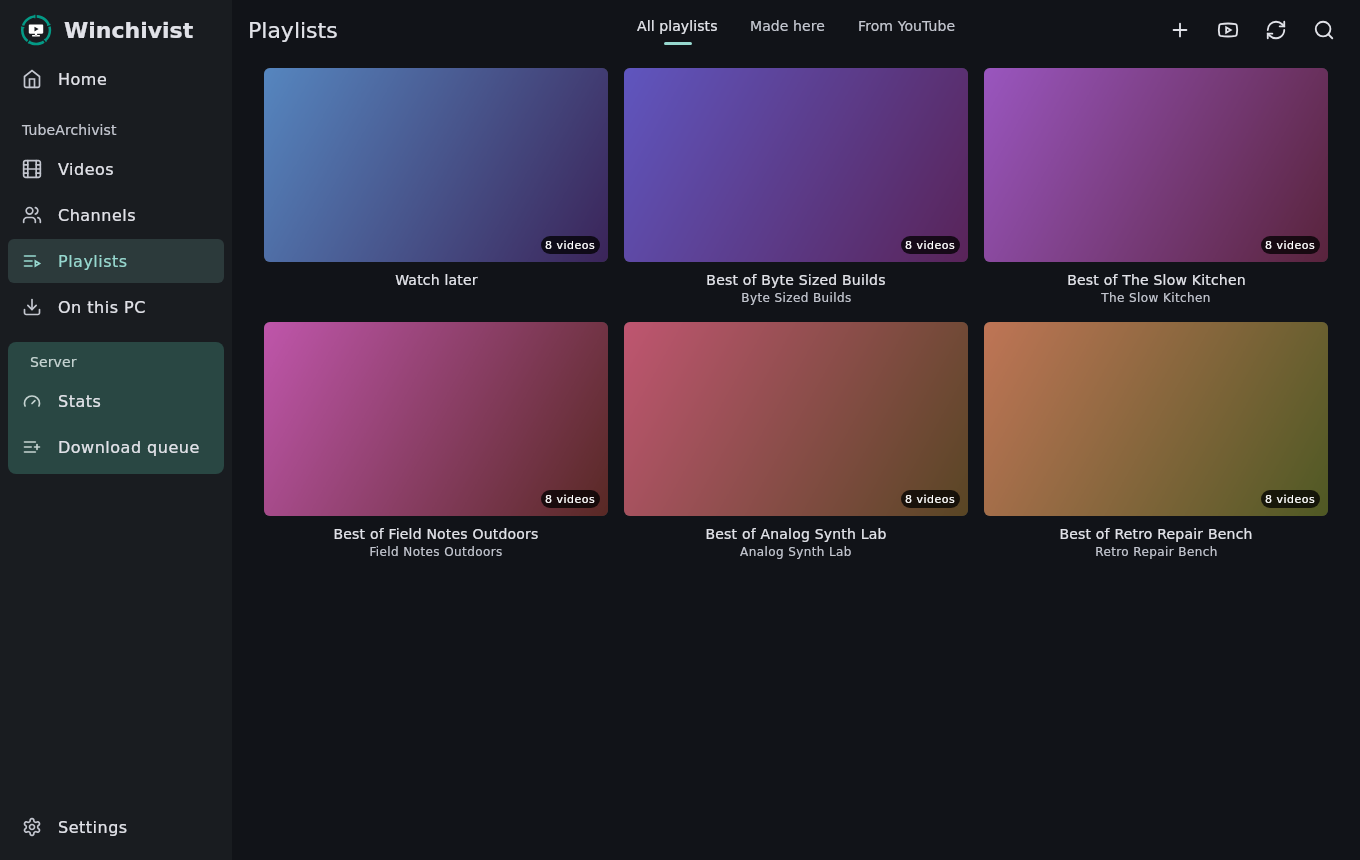 Winchivist
Playlists
All playlists
Made here
From YouTube
Home
TubeArchivist
Videos
Channels
Playlists
On this PC
Server
Stats
Download queue
Settings
8 videos
8 videos
8 videos
Watch later
Best of Byte Sized Builds
Byte Sized Builds
Best of The Slow Kitchen
The Slow Kitchen
8 videos
8 videos
8 videos
Best of Field Notes Outdoors
Field Notes Outdoors
Best of Analog Synth Lab
Analog Synth Lab
Best of Retro Repair Bench
Retro Repair Bench